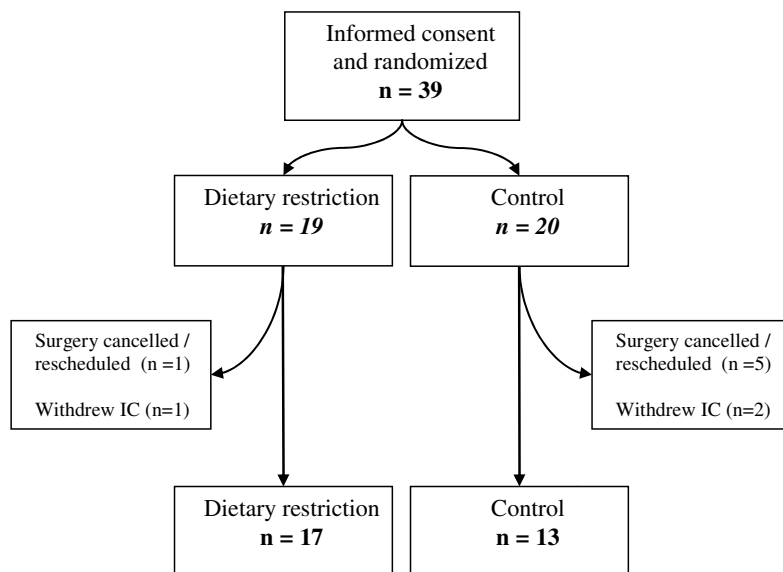 Informed consent
and randomized
n = 39
Dietary restriction
n = 19
Control
n = 20
Surgery cancelled /
rescheduled (n =1)
Withdrew IC (n=1)
Surgery cancelled /
rescheduled (n =5)
Withdrew IC (n=2)
Dietary restriction
n = 17
Control
n = 13